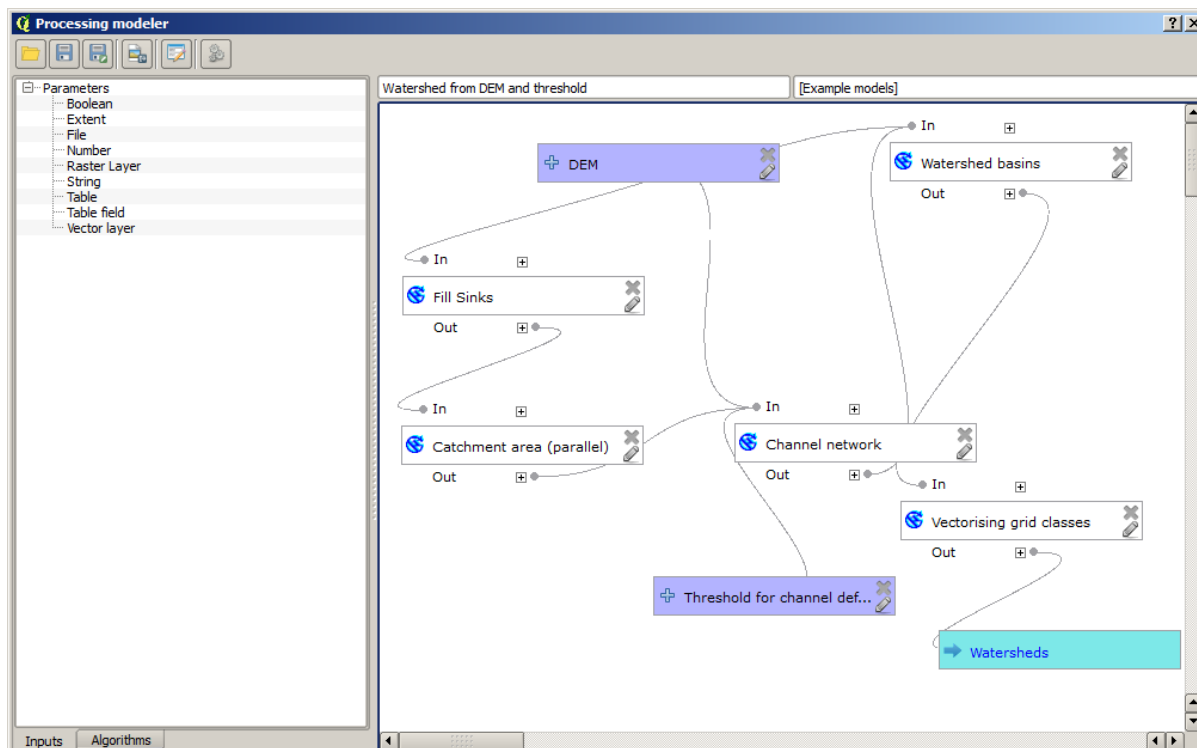 Processing modeler
Parameters
Boolean
Extent
File
Number
Raster Layer
String
Table
Table field
Vector layer
Inputs
Algorithms
Watershed from DEM and threshold
[Example models]
DEM
In
Watershed basins
Out
In
Fill Sinks
Out
In
Catchment area (parallel)
Out
In
Channel network
Out
In
Vectorising grid classes
Out
Threshold for channel def...
Watersheds